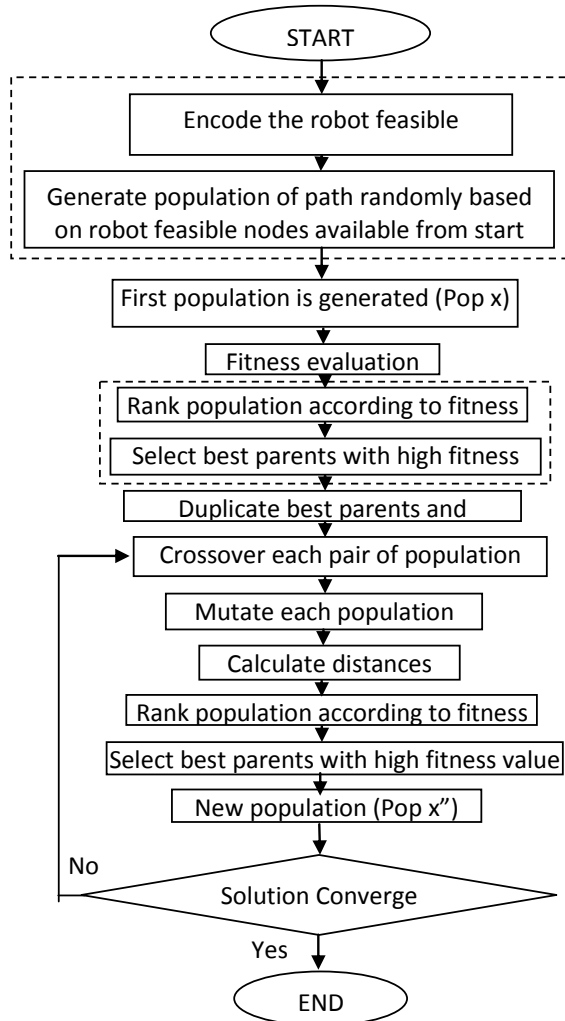 START
Encode the robot feasible
Generate population of path randomly based
on robot feasible nodes available from start
First population is generated (Pop x)
Fitness evaluation
Rank population according to fitness
Select best parents with high fitness
Duplicate best parents and
Crossover each pair of population
Mutate each population
Calculate distances
Rank population according to fitness
Select best parents with high fitness value
New population (Pop x”)
No
Solution Converge
Yes
END